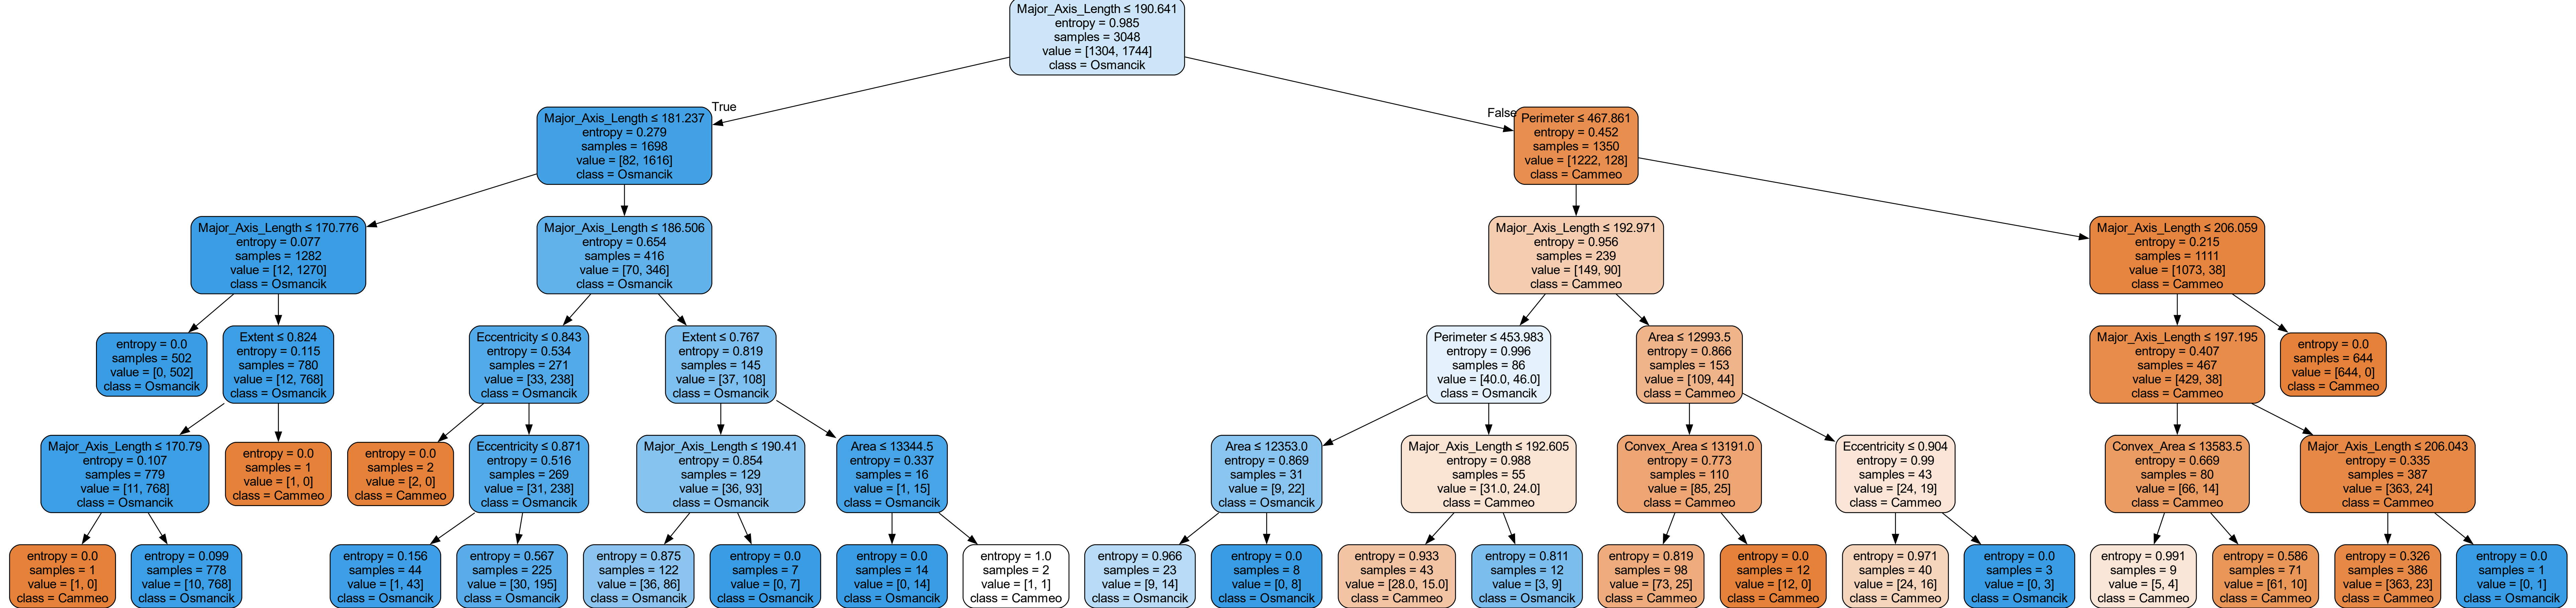 Major_Axis_Length ≤ 190.641
entropy = 0.985
samples = 3048
value = [1304, 1744]
class = Osmancik
True
False
Major_Axis_Length ≤ 181.237
entropy = 0.279
samples = 1698
value = [82, 1616]
class = Osmancik
Perimeter ≤ 467.861
entropy = 0.452
samples = 1350
value = [1222, 128]
class = Cammeo
Major_Axis_Length ≤ 170.776
entropy = 0.077
samples = 1282
value = [12, 1270]
class = Osmancik
Major_Axis_Length ≤ 186.506
entropy = 0.654
samples = 416
value = [70, 346]
class = Osmancik
Major_Axis_Length ≤ 192.971
entropy = 0.956
samples = 239
value = [149, 90]
class = Cammeo
Major_Axis_Length ≤ 206.059
entropy = 0.215
samples = 1111
value = [1073, 38]
class = Cammeo
entropy = 0.0
samples = 502
value = [0, 502]
class = Osmancik
Extent ≤ 0.824
entropy = 0.115
samples = 780
value = [12, 768]
class = Osmancik
Eccentricity ≤ 0.843
entropy = 0.534
samples = 271
value = [33, 238]
class = Osmancik
Extent ≤ 0.767
entropy = 0.819
samples = 145
value = [37, 108]
class = Osmancik
Perimeter ≤ 453.983
entropy = 0.996
samples = 86
value = [40.0, 46.0]
class = Osmancik
Area ≤ 12993.5
entropy = 0.866
samples = 153
value = [109, 44]
class = Cammeo
Major_Axis_Length ≤ 197.195
entropy = 0.407
samples = 467
value = [429, 38]
class = Cammeo
entropy = 0.0
samples = 644
value = [644, 0]
class = Cammeo
Major_Axis_Length ≤ 170.79
entropy = 0.107
samples = 779
value = [11, 768]
class = Osmancik
entropy = 0.0
samples = 1
value = [1, 0]
class = Cammeo
entropy = 0.0
samples = 2
value = [2, 0]
class = Cammeo
Eccentricity ≤ 0.871
entropy = 0.516
samples = 269
value = [31, 238]
class = Osmancik
Major_Axis_Length ≤ 190.41
entropy = 0.854
samples = 129
value = [36, 93]
class = Osmancik
Area ≤ 13344.5
entropy = 0.337
samples = 16
value = [1, 15]
class = Osmancik
Area ≤ 12353.0
entropy = 0.869
samples = 31
value = [9, 22]
class = Osmancik
Major_Axis_Length ≤ 192.605
entropy = 0.988
samples = 55
value = [31.0, 24.0]
class = Cammeo
Convex_Area ≤ 13191.0
entropy = 0.773
samples = 110
value = [85, 25]
class = Cammeo
Eccentricity ≤ 0.904
entropy = 0.99
samples = 43
value = [24, 19]
class = Cammeo
Convex_Area ≤ 13583.5
entropy = 0.669
samples = 80
value = [66, 14]
class = Cammeo
Major_Axis_Length ≤ 206.043
entropy = 0.335
samples = 387
value = [363, 24]
class = Cammeo
entropy = 0.0
samples = 1
value = [1, 0]
class = Cammeo
entropy = 0.099
samples = 778
value = [10, 768]
class = Osmancik
entropy = 0.156
samples = 44
value = [1, 43]
class = Osmancik
entropy = 0.567
samples = 225
value = [30, 195]
class = Osmancik
entropy = 0.875
samples = 122
value = [36, 86]
class = Osmancik
entropy = 0.0
samples = 7
value = [0, 7]
class = Osmancik
entropy = 0.0
samples = 14
value = [0, 14]
class = Osmancik
entropy = 1.0
samples = 2
value = [1, 1]
class = Cammeo
entropy = 0.966
samples = 23
value = [9, 14]
class = Osmancik
entropy = 0.0
samples = 8
value = [0, 8]
class = Osmancik
entropy = 0.933
samples = 43
value = [28.0, 15.0]
class = Cammeo
entropy = 0.811
samples = 12
value = [3, 9]
class = Osmancik
entropy = 0.819
samples = 98
value = [73, 25]
class = Cammeo
entropy = 0.0
samples = 12
value = [12, 0]
class = Cammeo
entropy = 0.971
samples = 40
value = [24, 16]
class = Cammeo
entropy = 0.0
samples = 3
value = [0, 3]
class = Osmancik
entropy = 0.991
samples = 9
value = [5, 4]
class = Cammeo
entropy = 0.586
samples = 71
value = [61, 10]
class = Cammeo
entropy = 0.326
samples = 386
value = [363, 23]
class = Cammeo
entropy = 0.0
samples = 1
value = [0, 1]
class = Osmancik